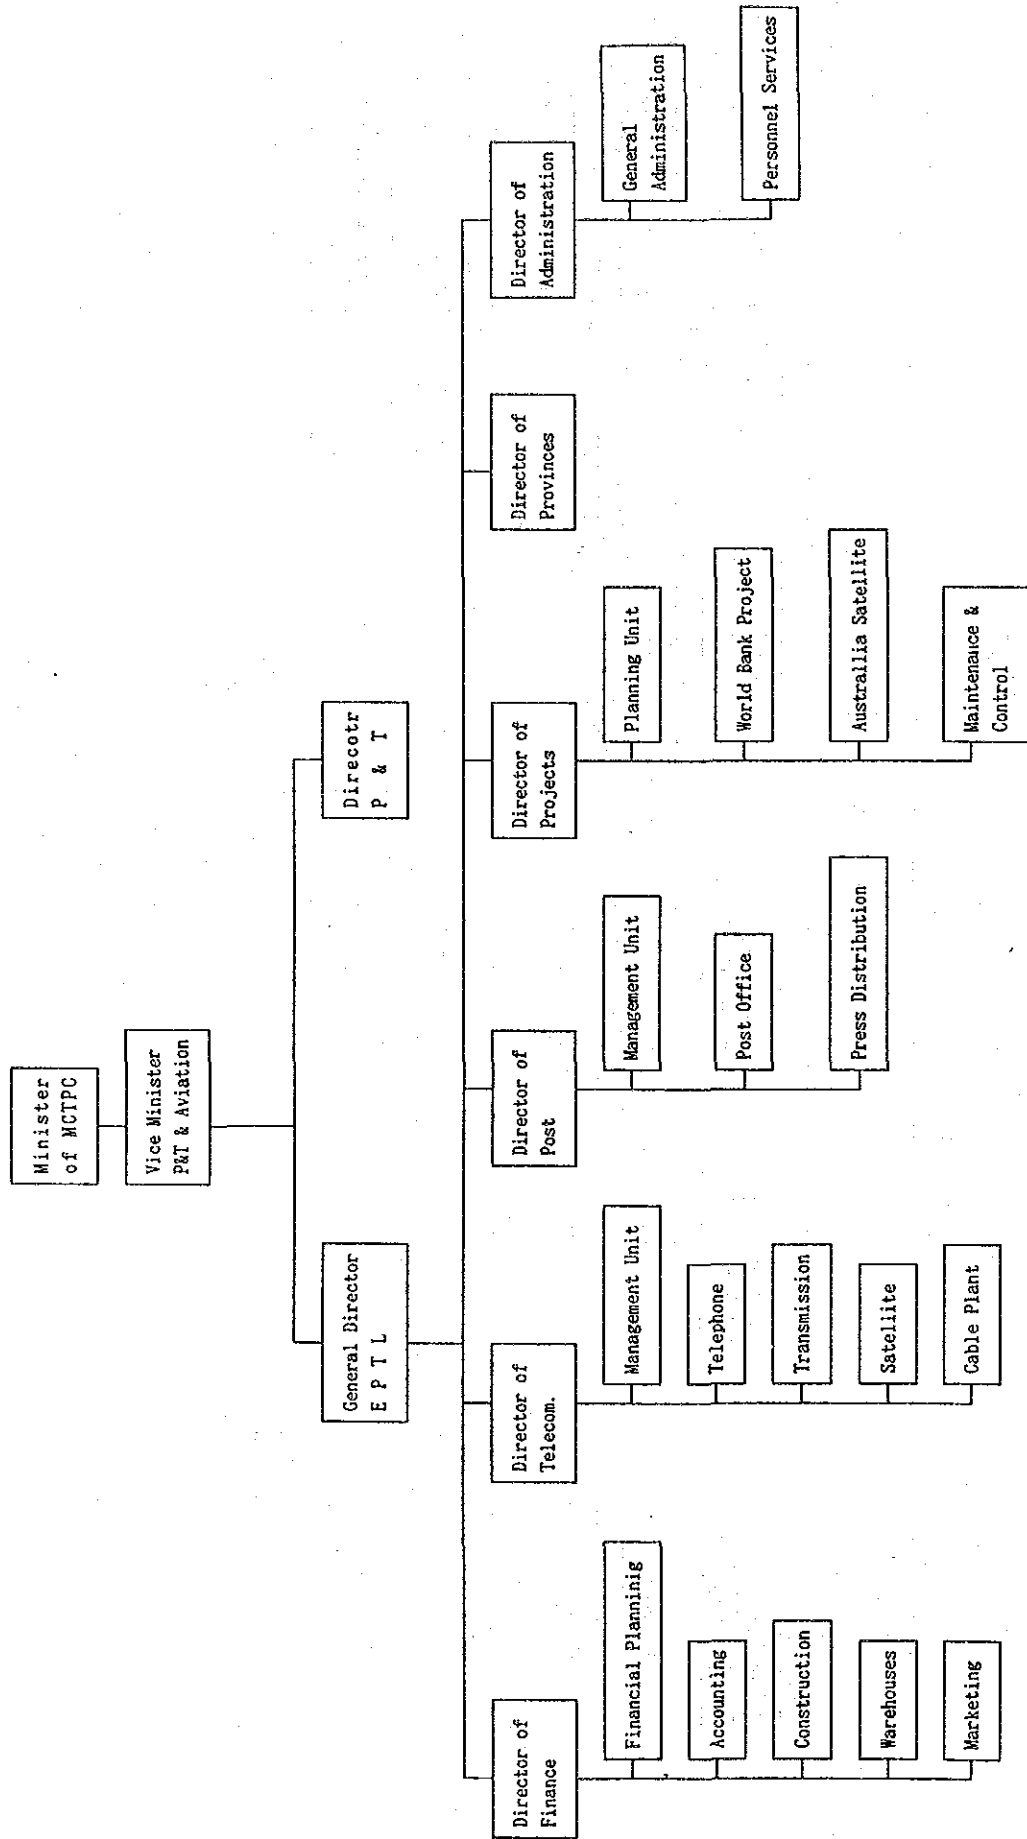 Minister
of MCTPC
Vice Minister
P&T & Aviation
General Director
E P T L
Direcotr
P & T
Director of
Finance
Financial Planninig
Accounting
Construction
Warehouses
Marketing
Director of
Telecom.
Management Unit
Telephone
Transmission
Satellite
Cable Plant
Director of
Post
Management Unit
Post Office
Press Distribution
Director of
Projects
Planning Unit
World Bank Project
Australlia Satellite
Maintenance &
Control
Director of
Provinces
Director of
Administration
General
Administration
Personnel Services